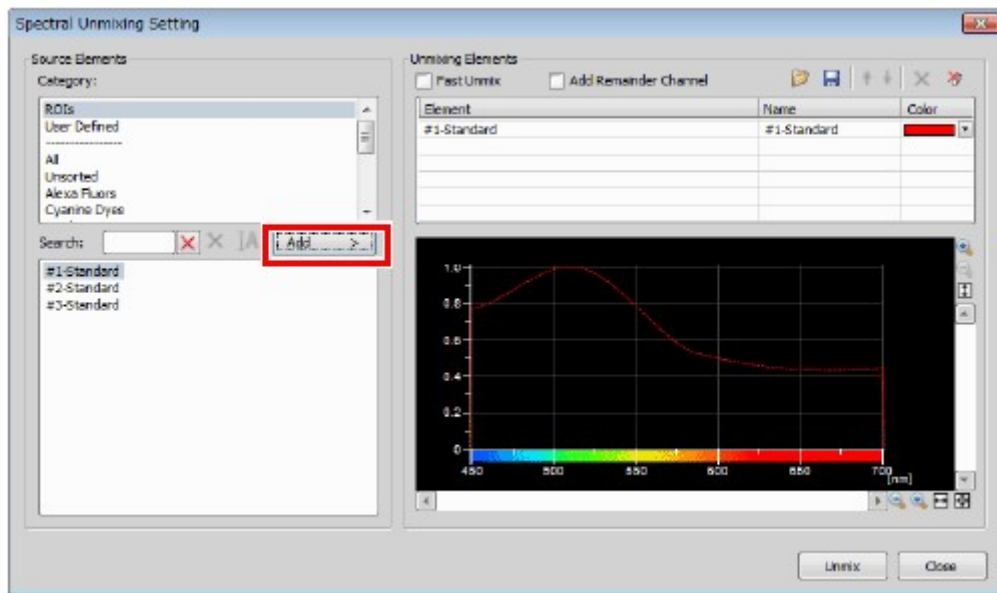 Spectral Unmixing Setting
Source Elements
Category:
ROIs
User Defined
----------------
All
Unsorted
Alexa Fluors
Cyanine Dyes
Search:
Add >
#1-Standard
#2-Standard
#3-Standard
Unmixing Elements
Fast Unmix
Add Remainder Channel
Element Name Color
#1-Standard #1-Standard
1.0
0.8
0.6
0.4
0.2
0
450 500 550 600 650 700
[nm]
Unmix Close